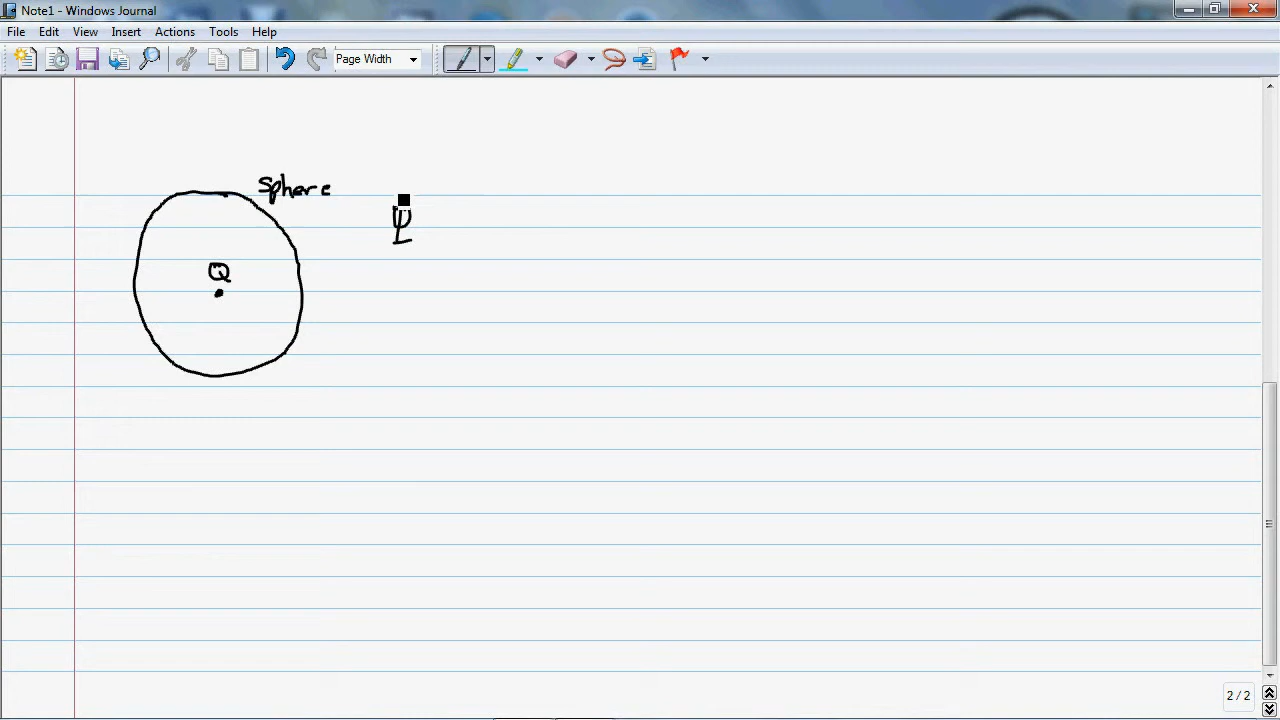 Note1 - Windows Journal
File Edit View Insert Actions Tools Help
Page Width
Sphere
Ψ
Q
2 / 2